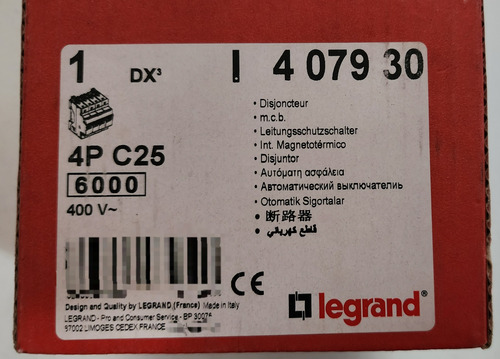 1 DX³ I 4 079 30
4P C25
6000
400 V~
• Disjoncteur
• m.c.b.
• Leitungsschutzschalter
• Int. Magnetotérmico
• Disjuntor
• Αυτόματη ασφάλεια
• Автоматический выключатель
• Otomatik Sigortalar
• 断路器
• قاطع كهربائي
CE
legrand®
Design and Quality by LEGRAND (France) Made in Italy
LEGRAND - Pro and Consumer Service - BP 30076
87002 LIMOGES CEDEX FRANCE